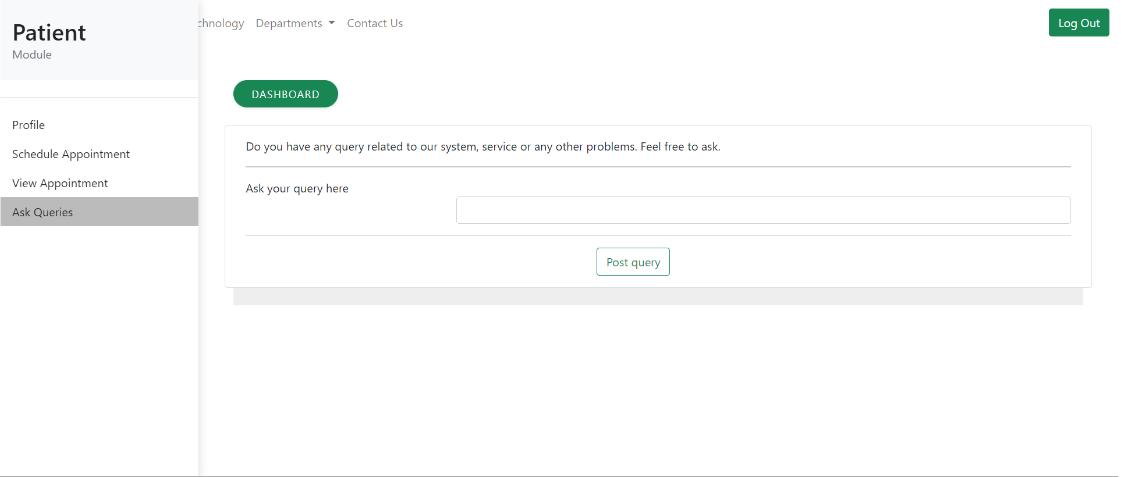 Patient
Module
Profile
Schedule Appointment
View Appointment
Ask Queries
chnology Departments Contact Us
Log Out
DASHBOARD
Do you have any query related to our system, service or any other problems. Feel free to ask.
Ask your query here
Post query